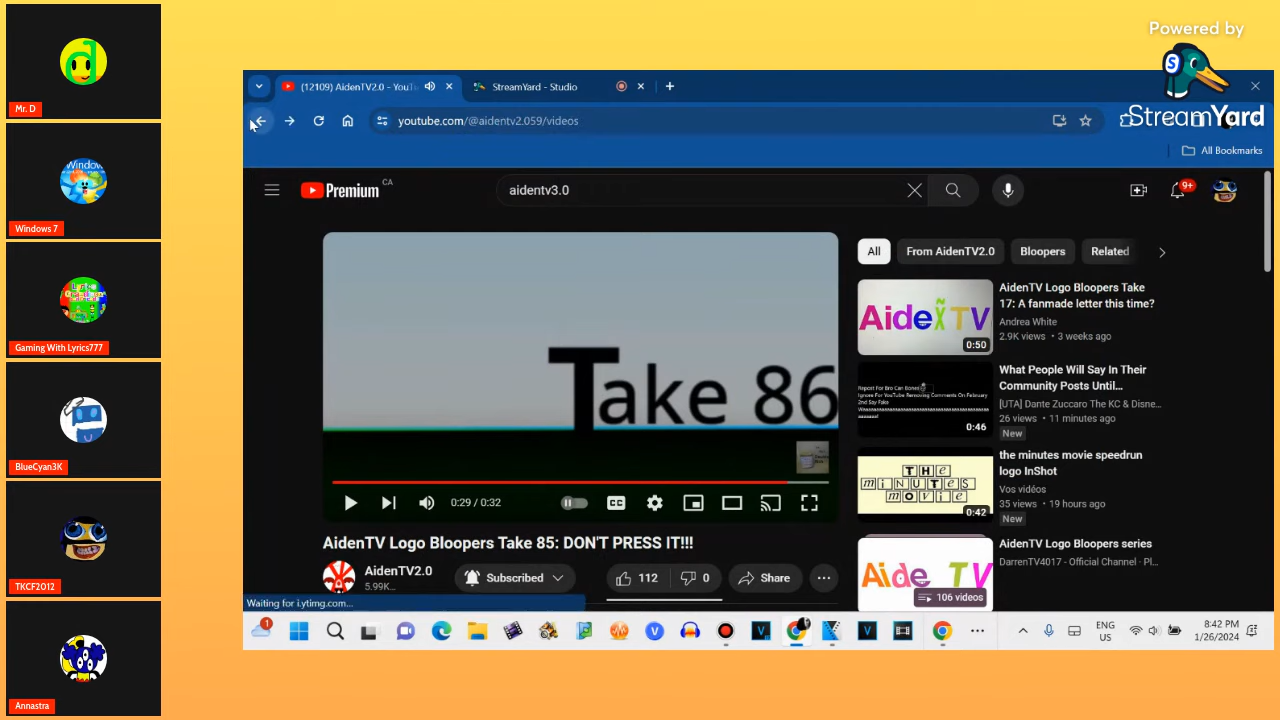 Powered by
StreamYard
Mr. D
Windows 7
Gaming With Lyrics777
BlueCyan3K
TKCF2012
Annastra
(12109) AidenTV2.0 - YouT
StreamYard - Studio
youtube.com/@aidentv2.059/videos
All Bookmarks
Premium CA
aidentv3.0
9+
Take 86
0:29 / 0:32
CC
AidenTV Logo Bloopers Take 85: DON'T PRESS IT!!!
AidenTV2.0
5.99K...
Subscribed
112
0
Share
Waiting for i.ytimg.com...
All
From AidenTV2.0
Bloopers
Related
AidenTV
0:50
AidenTV Logo Bloopers Take
17: A fanmade letter this time?
Andrea White
2.9K views • 3 weeks ago
0:46
What People Will Say In Their
Community Posts Until...
[UTA] Dante Zuccaro The KC & Disne...
26 views • 11 minutes ago
New
THe
miNUTES
MOVIe
0:42
the minutes movie speedrun
logo InShot
Vos vidéos
35 views • 19 hours ago
New
Aide TV
106 videos
AidenTV Logo Bloopers series
DarrenTV4017 - Official Channel - Pl...
ENG
US
8:42 PM
1/26/2024